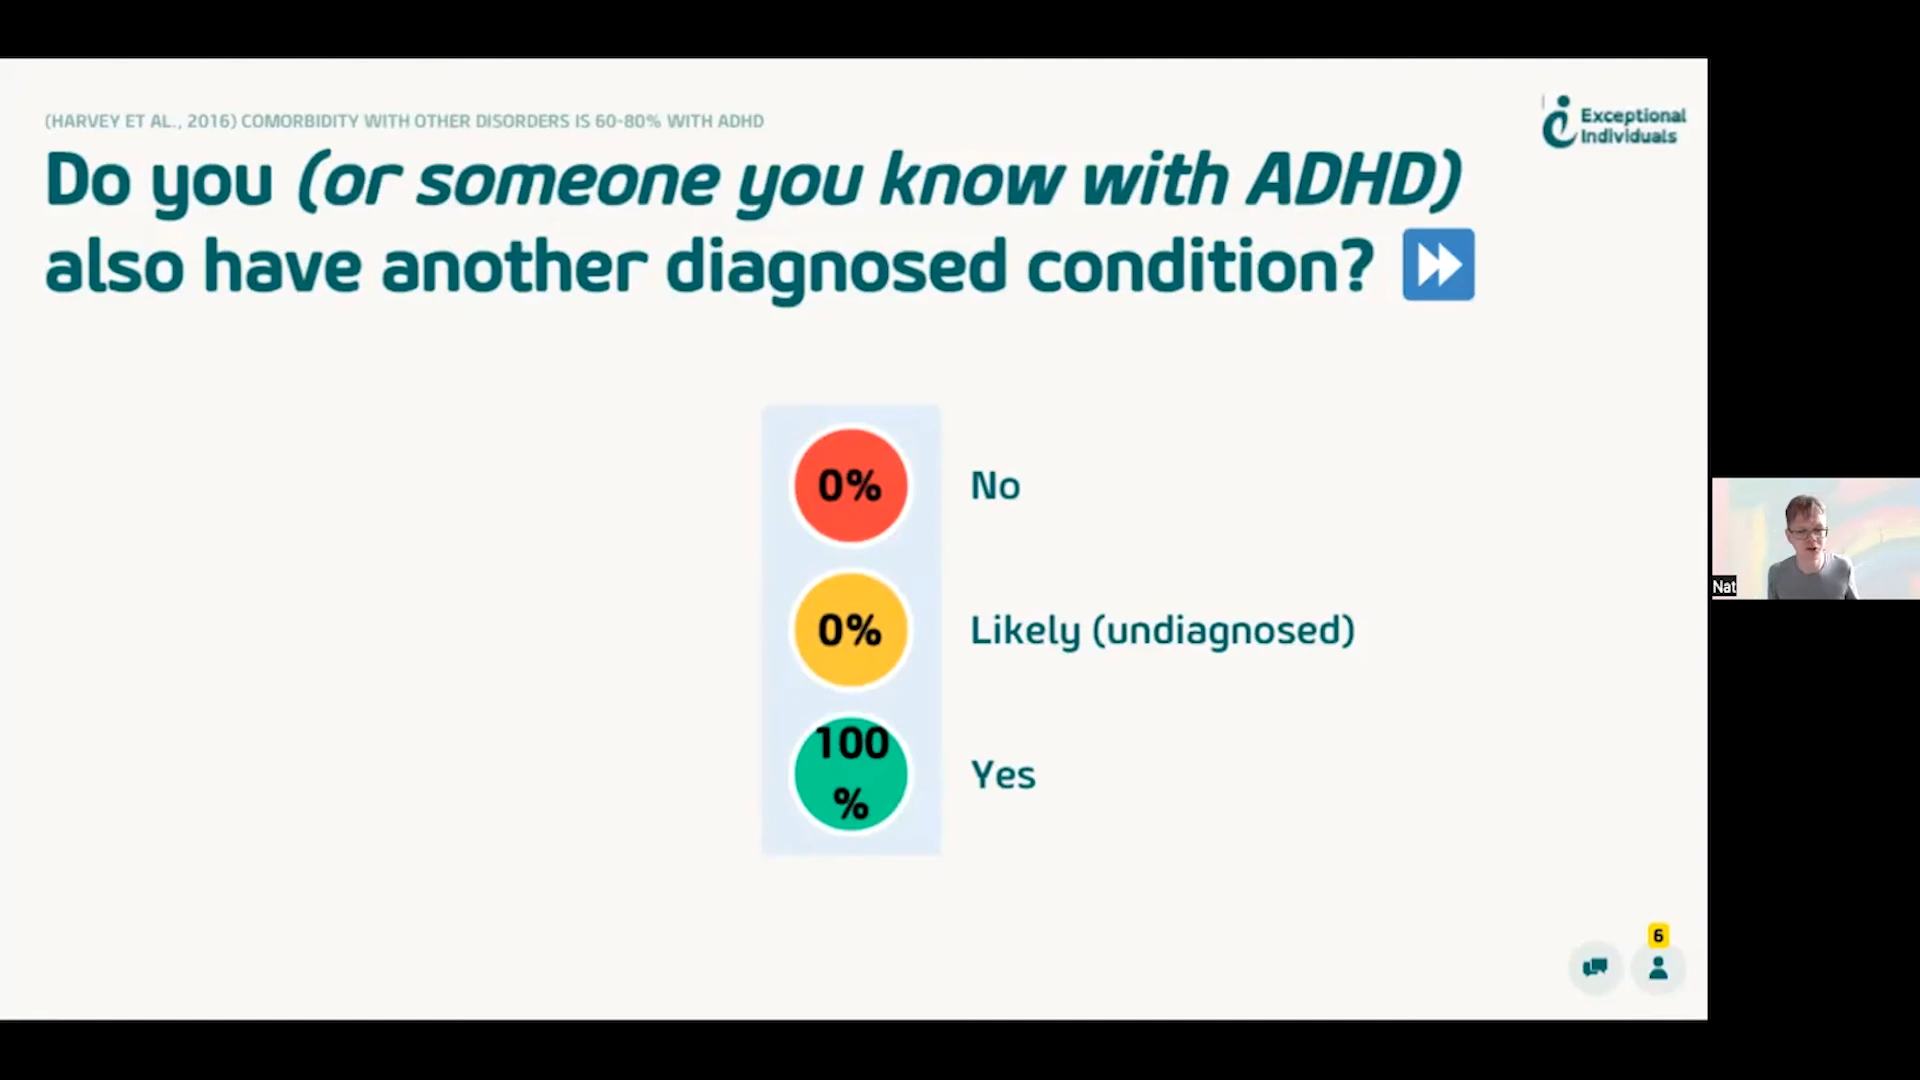 (HARVEY ET AL., 2016) COMORBIDITY WITH OTHER DISORDERS IS 60-80% WITH ADHD
Exceptional
Individuals
Do you (or someone you know with ADHD)
also have another diagnosed condition?
0% No
0% Likely (undiagnosed)
100
% Yes
Nat
6